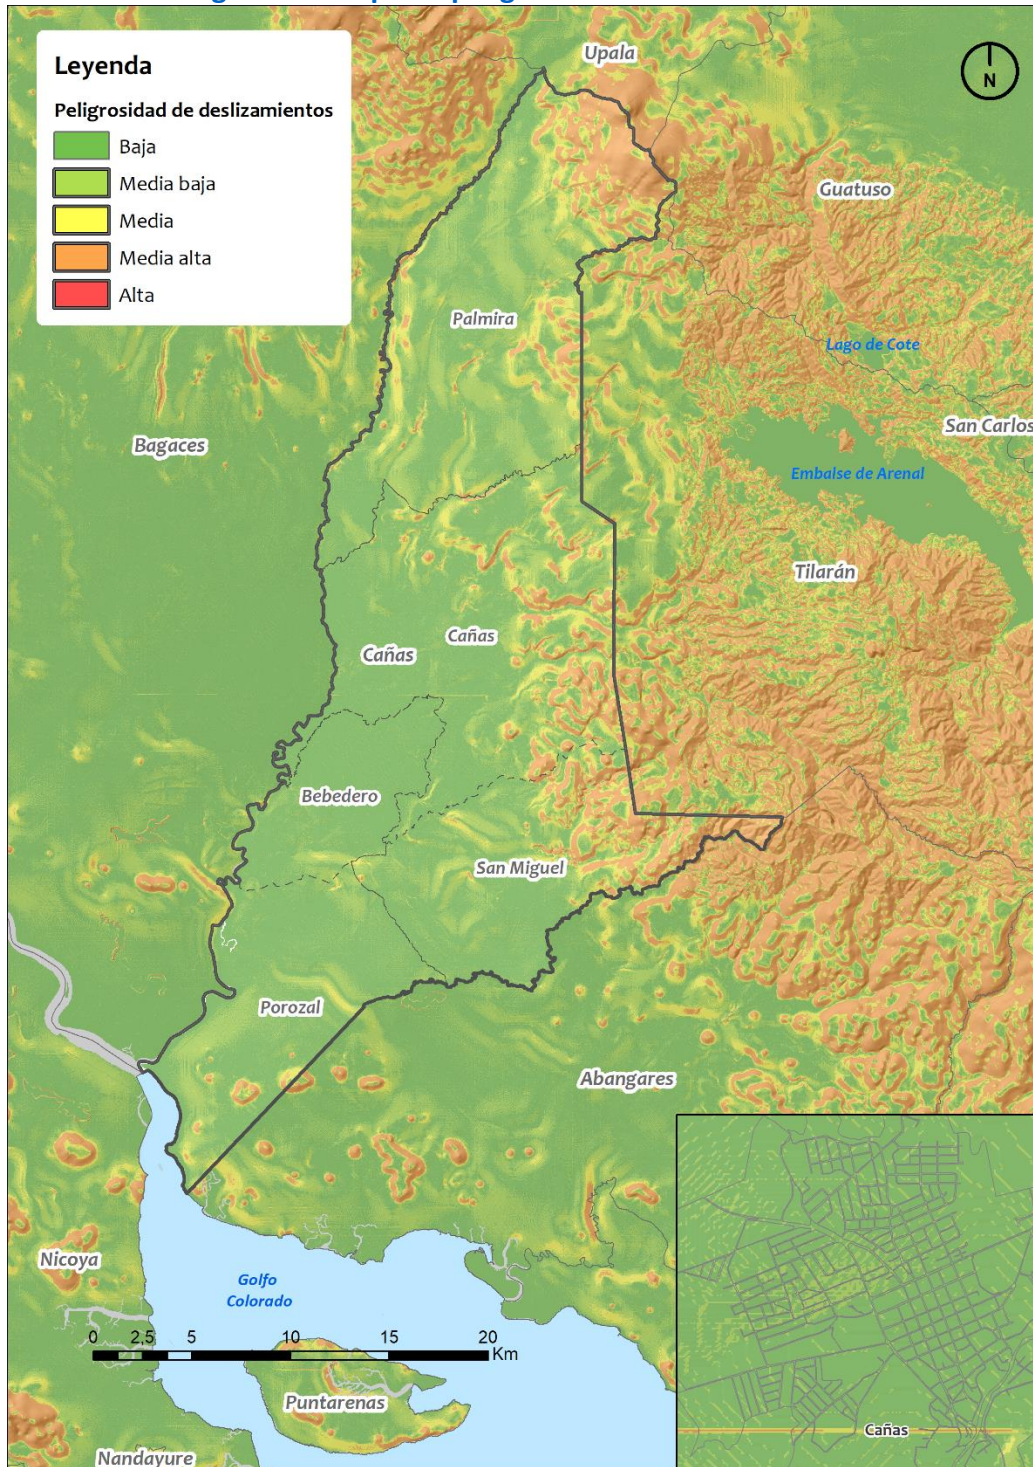 Upala
Leyenda
Peligrosidad de deslizamientos
Baja
Media baja
Media
Media alta
Alta
N
Guatuso
Palmira
Lago de Cote
San Carlos
Bagaces
Embalse de Arenal
Tilarán
Cañas
Cañas
Bebedero
San Miguel
Porozal
Abangares
Nicoya
Golfo
Colorado
0 2,5 5 10 15 20
Km
Puntarenas
Cañas
Nandayure